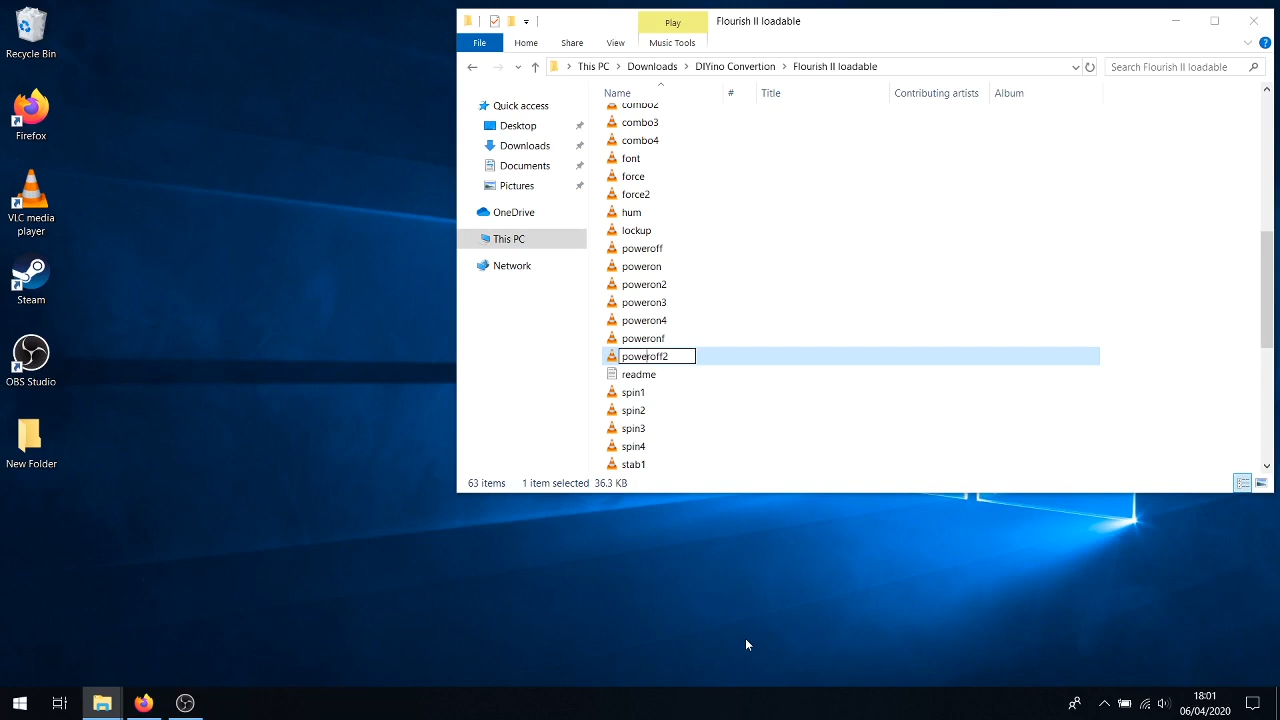 Recycle Bin
Firefox
VLC media
player
Steam
OBS Studio
New Folder
Play
Flourish II loadable
File
Home
Share
View
Music Tools
This PC
Downloads
DIYino Convertion
Flourish II loadable
Search Flourish II loadable
Name
#
Title
Contributing artists
Album
Quick access
Desktop
Downloads
Documents
Pictures
OneDrive
This PC
Network
combo2
combo3
combo4
font
force
force2
hum
lockup
poweroff
poweron
poweron2
poweron3
poweron4
poweronf
poweroff2
readme
spin1
spin2
spin3
spin4
stab1
63 items
1 item selected 36.3 KB
18:01
06/04/2020